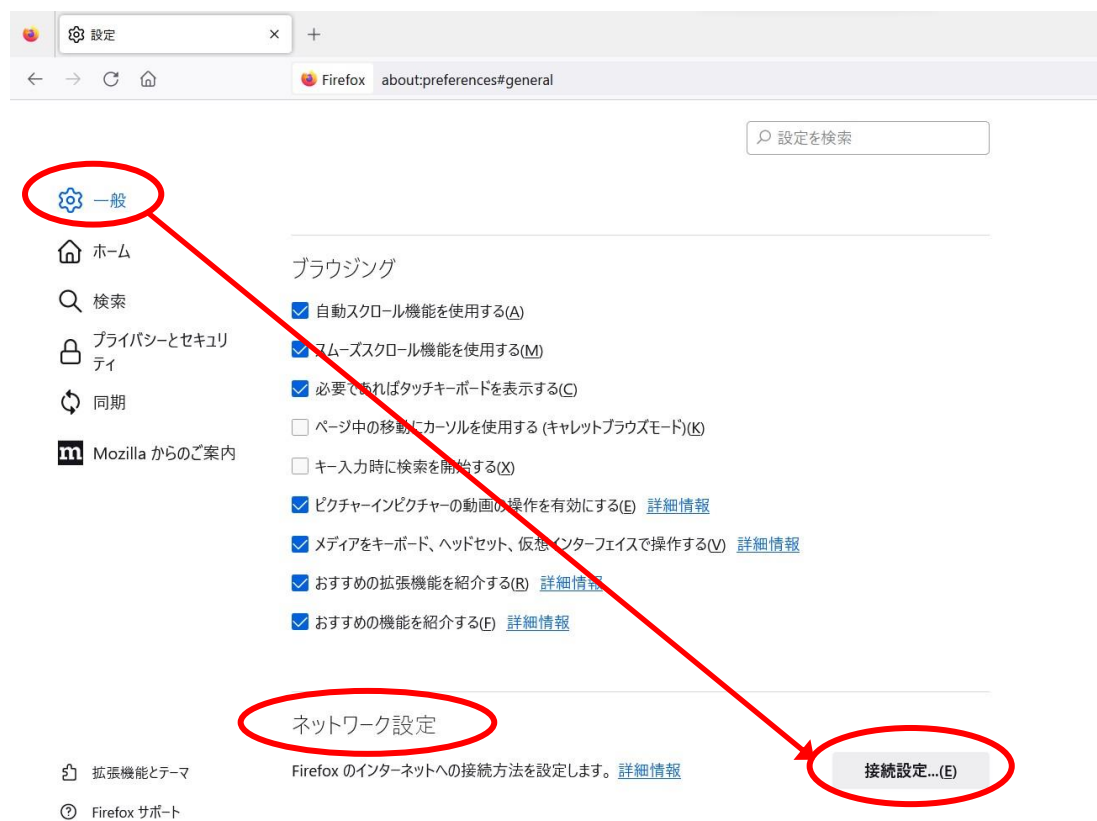 設定
Firefox about:preferences#general
設定を検索
一般
ホーム
検索
プライバシーとセキュリ
ティ
同期
Mozilla からのご案内
拡張機能とテーマ
Firefox サポート
ブラウジング
自動スクロール機能を使用する(A)
スムーズスクロール機能を使用する(M)
必要であればタッチキーボードを表示する(C)
ページ中の移動にカーソルを使用する (キャレットブラウズモード)(K)
キー入力時に検索を開始する(X)
ピクチャーインピクチャーの動画の操作を有効にする(E) 詳細情報
メディアをキーボード、ヘッドセット、仮想インターフェイスで操作する(V) 詳細情報
おすすめの拡張機能を紹介する(R) 詳細情報
おすすめの機能を紹介する(F) 詳細情報
ネットワーク設定
Firefox のインターネットへの接続方法を設定します。 詳細情報
接続設定...(E)